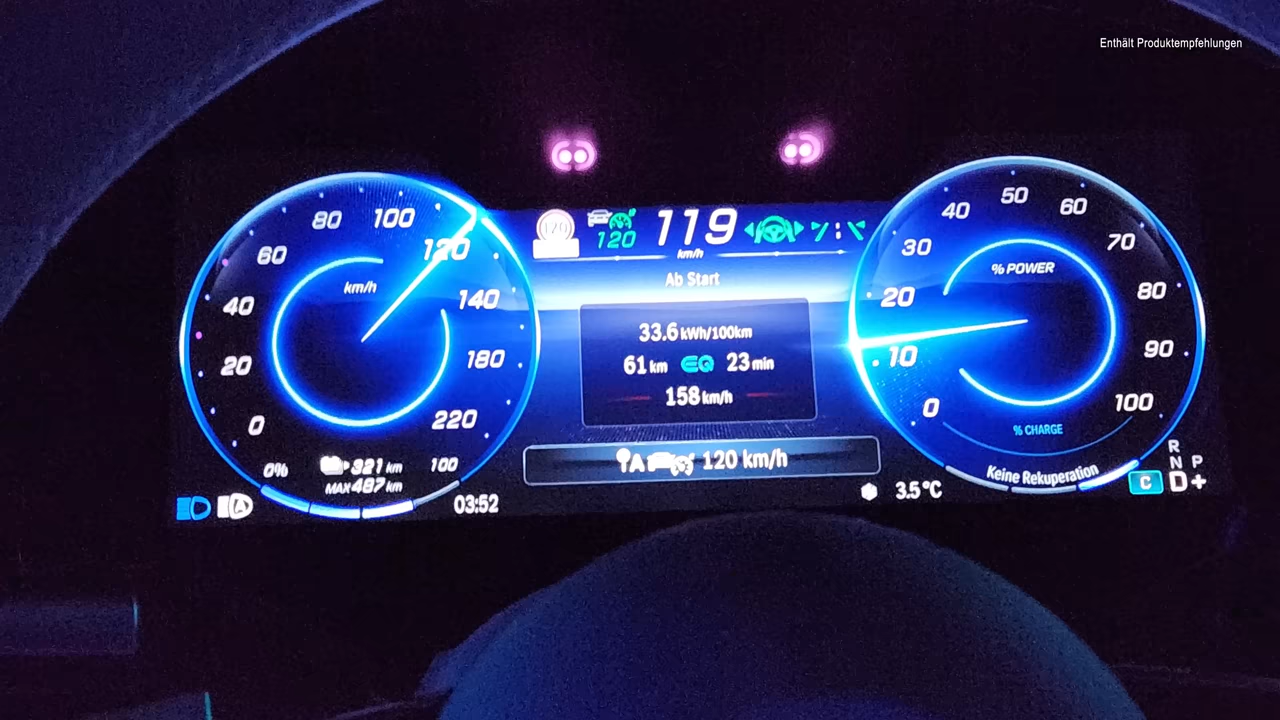 Enthält Produktempfehlungen
120
120
119
km/h
0
20
40
60
80
100
120
140
180
220
km/h
0%
321 km
MAX 487 km
100
03:52
Ab Start
33.6 kWh/100km
61 km EQ 23 min
158 km/h
A 120 km/h
3.5°C
0
10
20
30
40
50
60
70
80
90
100
% POWER
% CHARGE
Keine Rekuperation
C
R
N P
D+